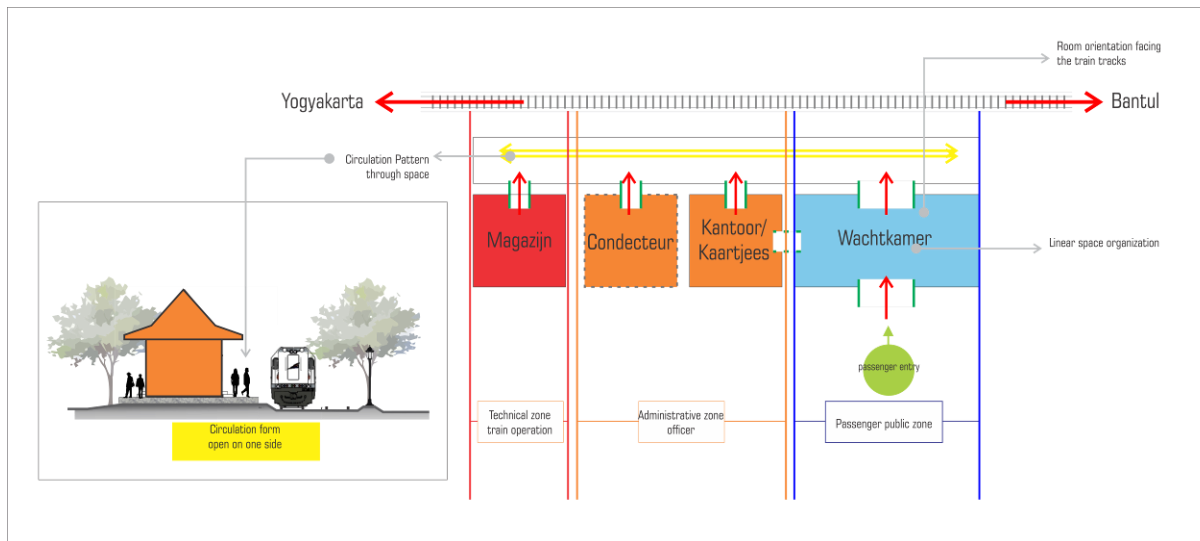 Room orientation facing
the train tracks
Yogyakarta
Bantul
Circulation Pattern
through space
Magazijn
Condecteur
Kantoor/
Kaartjees
Wachtkamer
Linear space organization
passenger entry
Technical zone
train operation
Administrative zone
officer
Passenger public zone
Circulation form
open on one side